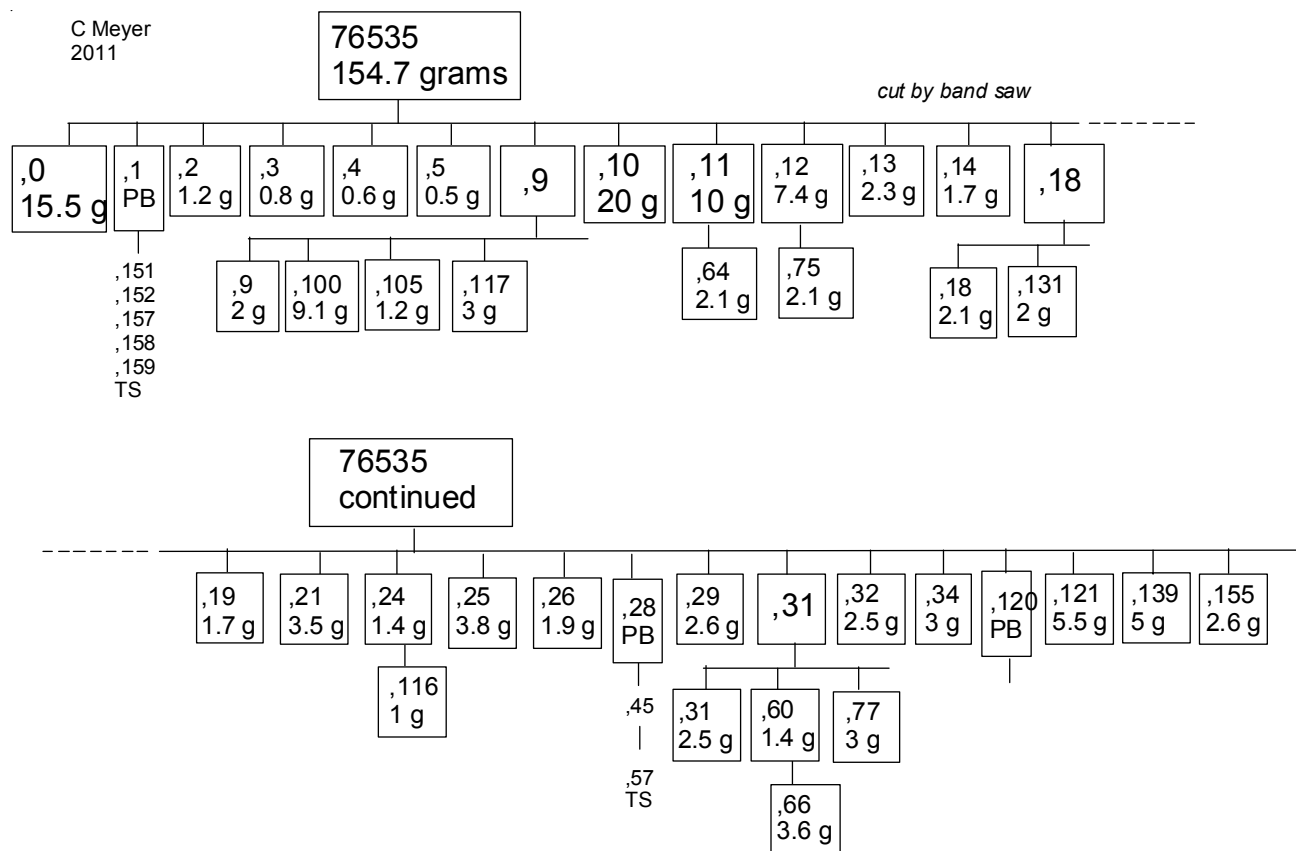 C Meyer
2011
76535
154.7 grams
cut by band saw
,0
15.5 g
,1
PB
,2
1.2 g
,3
0.8 g
,4
0.6 g
,5
0.5 g
,9
,10
20 g
,11
10 g
,12
7.4 g
,13
2.3 g
,14
1.7 g
,18
,151
,152
,157
,158
,159
TS
,9
2 g
,100
9.1 g
,105
1.2 g
,117
3 g
,64
2.1 g
,75
2.1 g
,18
2.1 g
,131
2 g
76535
continued
,19
1.7 g
,21
3.5 g
,24
1.4 g
,25
3.8 g
,26
1.9 g
,28
PB
,29
2.6 g
,31
,32
2.5 g
,34
3 g
,120
PB
,121
5.5 g
,139
5 g
,155
2.6 g
,116
1 g
,45
,57
TS
,31
2.5 g
,60
1.4 g
,77
3 g
,66
3.6 g